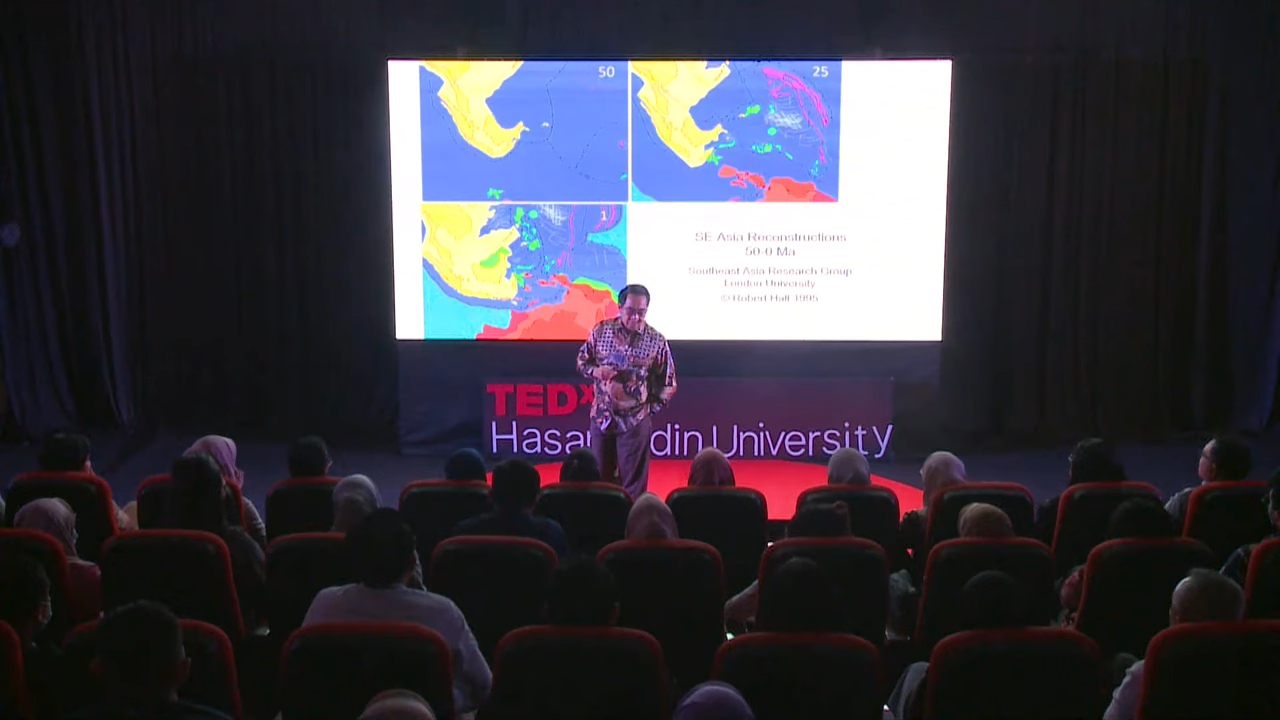 50
25
1
SE Asia Reconstructions
50-0 Ma
Southeast Asia Research Group
London University
© Robert Hall 1995
TEDx
Hasanuddin University